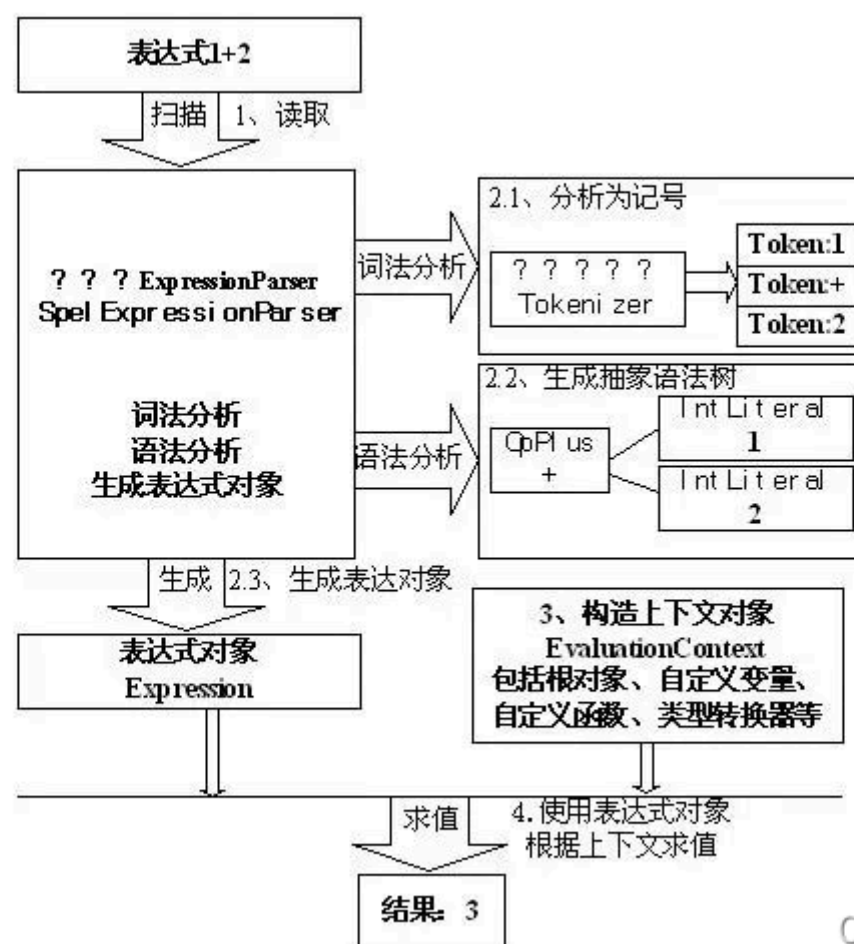 表达式1+2
扫描 1、读取
？？？ExpressionParser
SpelExpressionParser
词法分析
语法分析
生成表达式对象
词法分析
2.1、分析为记号
？？？？？
Tokenizer
Token:1
Token:+
Token:2
语法分析
2.2、生成抽象语法树
OpPlus
+
IntLiteral
1
IntLiteral
2
生成 2.3、生成表达对象
表达式对象
Expression
3、构造上下文对象
EvaluationContext
包括根对象、自定义变量、
自定义函数、类型转换器等
求值
4.使用表达式对象
根据上下文求值
结果：3